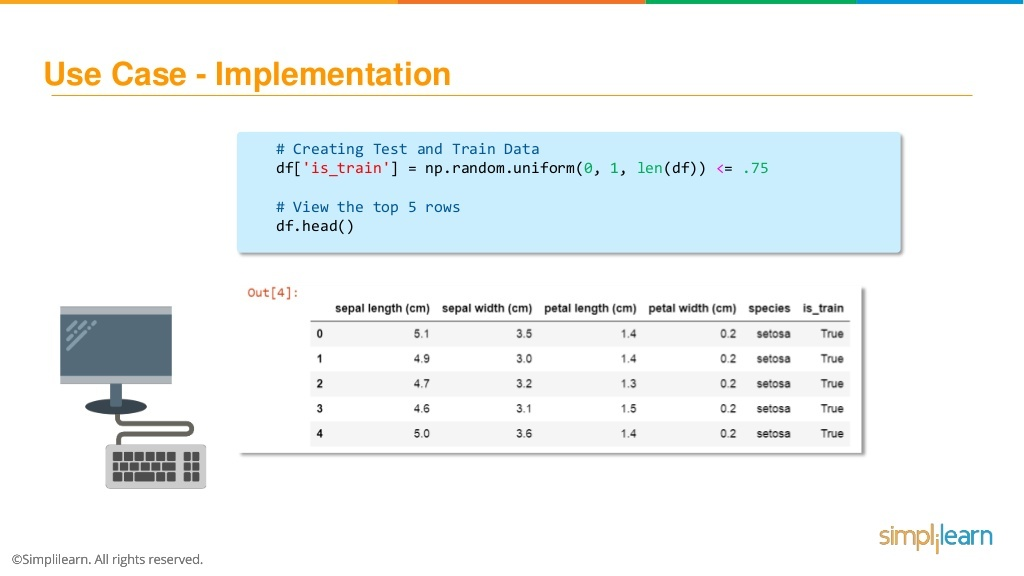 Use Case - Implementation
# Creating Test and Train Data
df['is_train'] = np.random.uniform(0, 1, len(df)) <= .75
# View the top 5 rows
df.head()
Out[4]:
sepal length (cm) sepal width (cm) petal length (cm) petal width (cm) species is_train
0 5.1 3.5 1.4 0.2 setosa True
1 4.9 3.0 1.4 0.2 setosa True
2 4.7 3.2 1.3 0.2 setosa True
3 4.6 3.1 1.5 0.2 setosa True
4 5.0 3.6 1.4 0.2 setosa True
simplilearn
©Simplilearn. All rights reserved.